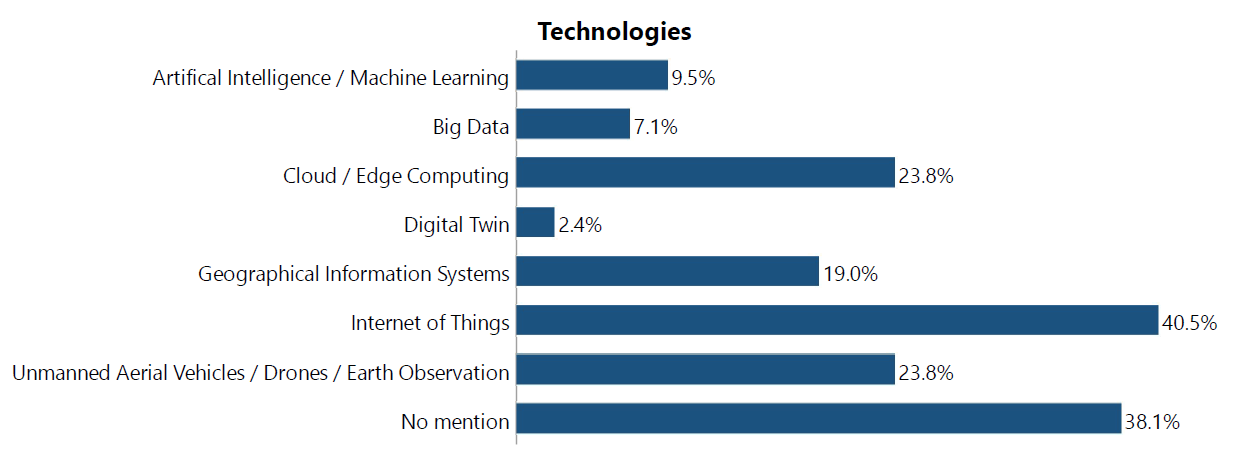 Technologies
Artifical Intelligence / Machine Learning 9.5%
Big Data 7.1%
Cloud / Edge Computing 23.8%
Digital Twin 2.4%
Geographical Information Systems 19.0%
Internet of Things 40.5%
Unmanned Aerial Vehicles / Drones / Earth Observation 23.8%
No mention 38.1%